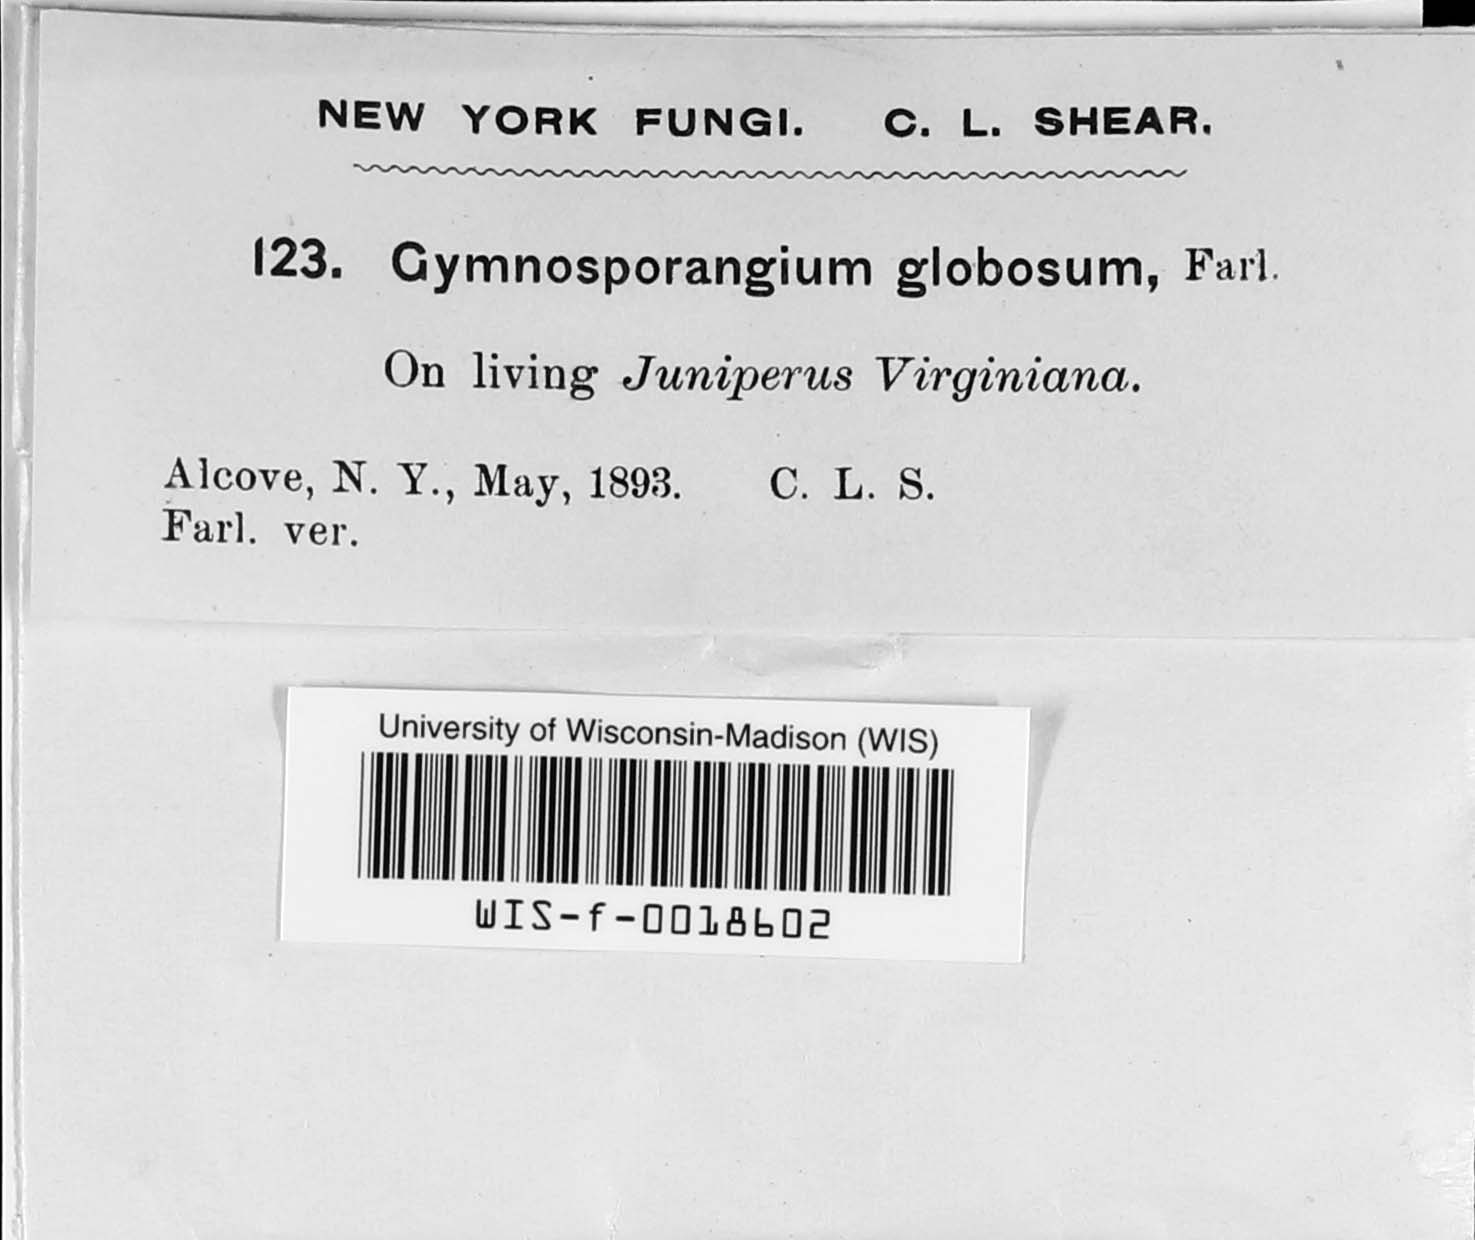 NEW YORK FUNGI. C. L. SHEAR.
123. Gymnosporangium globosum, Farl.
On living Juniperus Virginiana.
Alcove, N. Y., May, 1893. C. L. S.
Farl. ver.
University of Wisconsin-Madison (WIS)
WIS-f-0018602